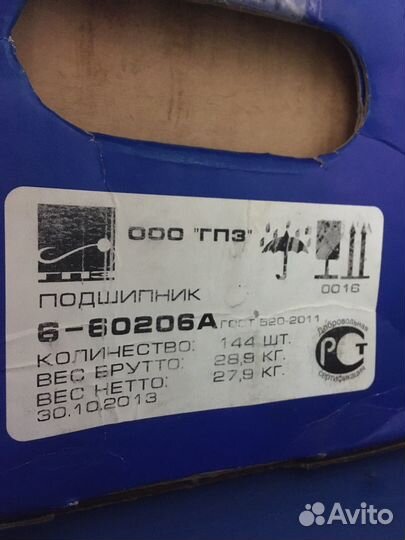 ООО "ГПЗ"
0016
ПОДШИПНИК
6-60206А ГОСТ 520-2011
КОЛИЧЕСТВО: 144 ШТ.
ВЕС БРУТТО: 28,9 КГ.
ВЕС НЕТТО: 27,9 КГ.
30.10.2013
Добровольная
РСТ
сертификация
Avito